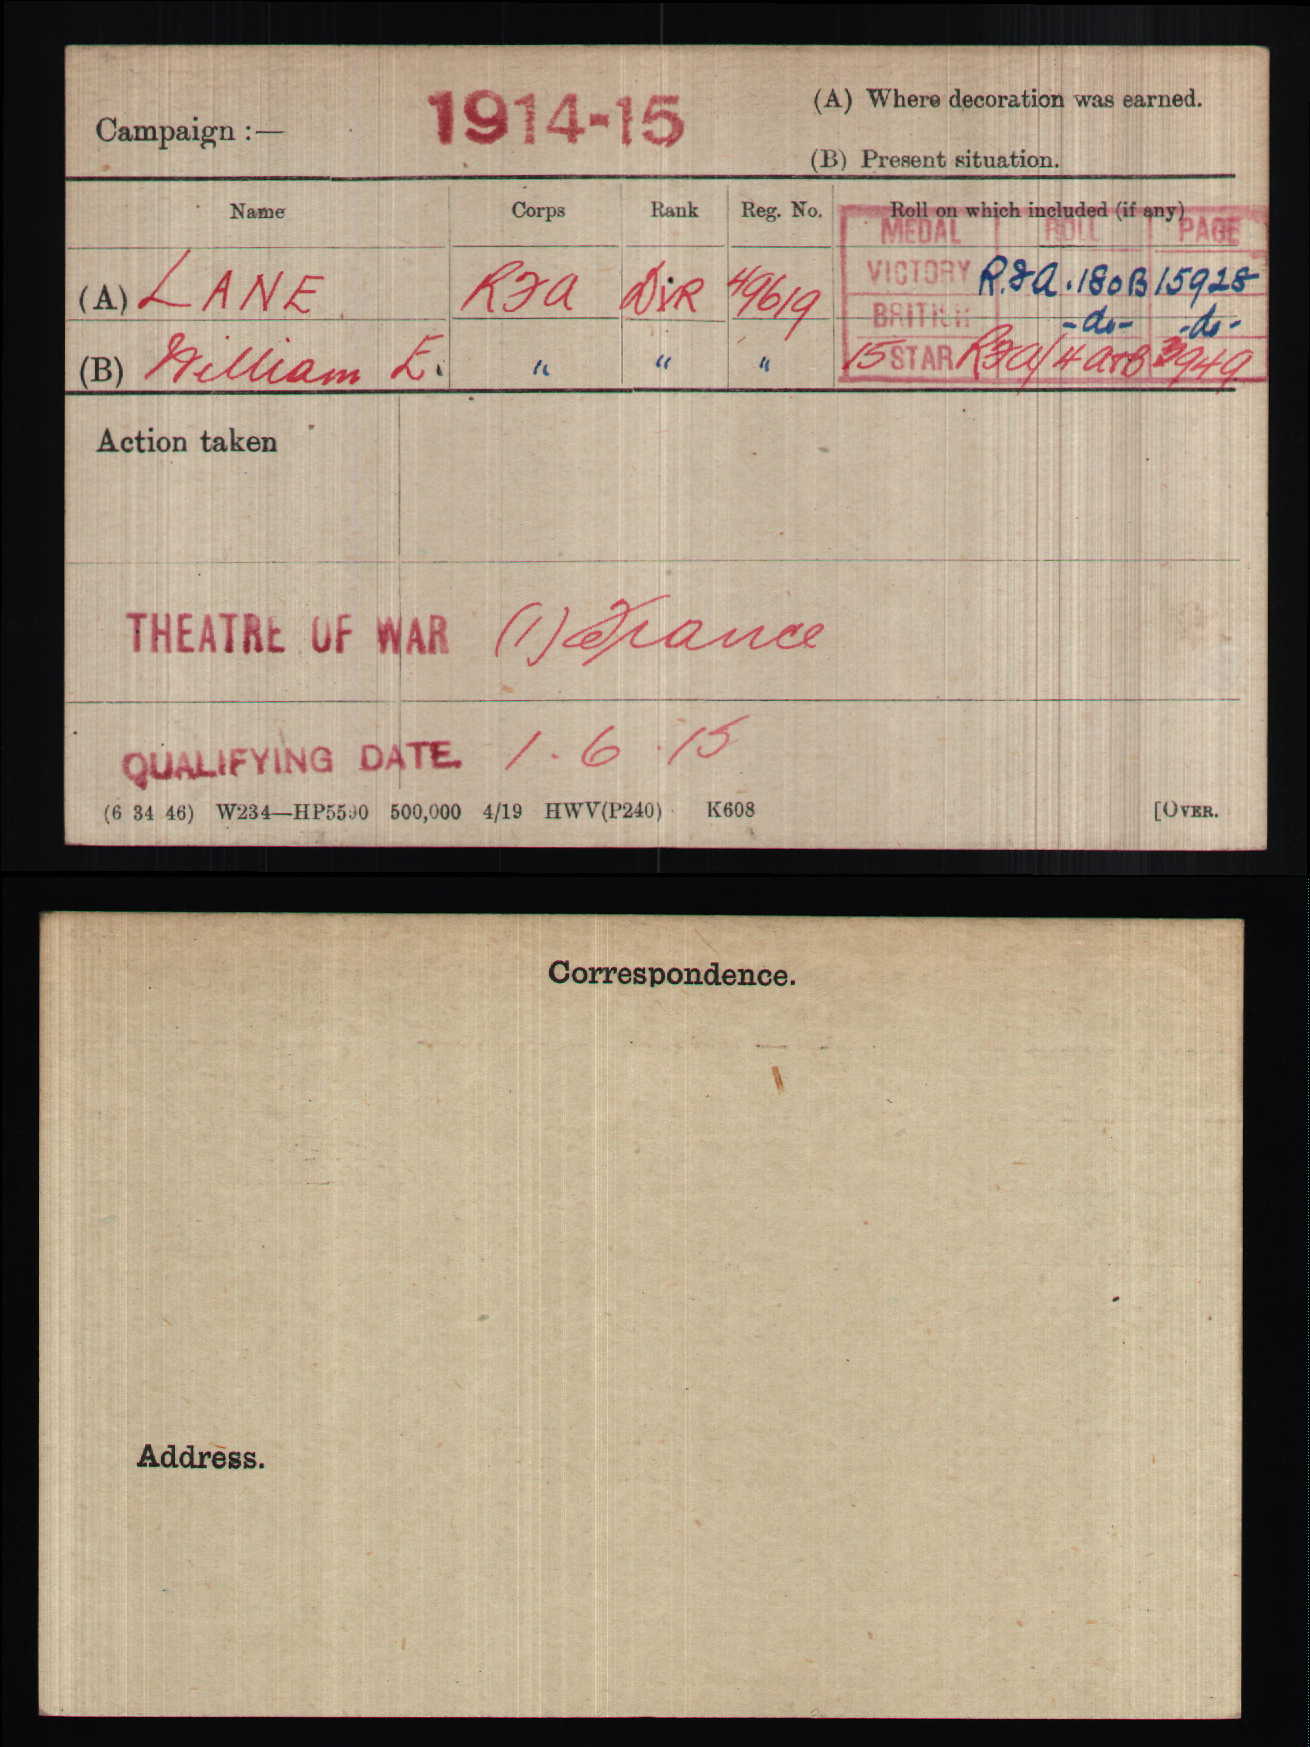 Campaign :— 1914-15
(A) Where decoration was earned.
(B) Present situation.
Name Corps Rank Reg. No. Roll on which included (if any)
MEDAL ROLL PAGE
(A) LANE RFA DVR 49619 VICTORY R.F.A. 180B 15928
BRITISH -do- -do-
(B) William E. " " " 15 STAR RFA/4A+B 3949
Action taken
THEATRE OF WAR (1) France
QUALIFYING DATE. 1.6.15
(6 34 46) W234—HP5590 500,000 4/19 HWV(P240) K608 [OVER.
Correspondence.
Address.